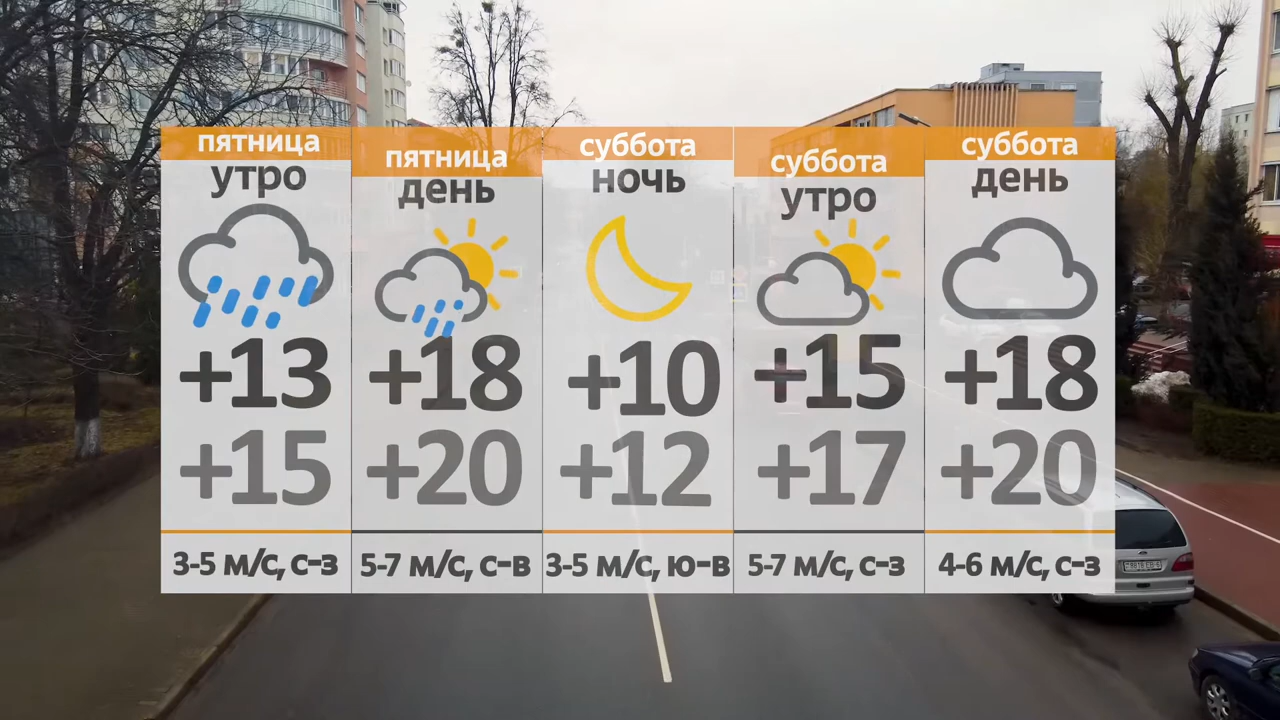 пятница
утро
+13
+15
3-5 м/с, с-з
пятница
день
+18
+20
5-7 м/с, с-в
суббота
ночь
+10
+12
3-5 м/с, ю-в
суббота
утро
+15
+17
5-7 м/с, с-з
суббота
день
+18
+20
4-6 м/с, с-з